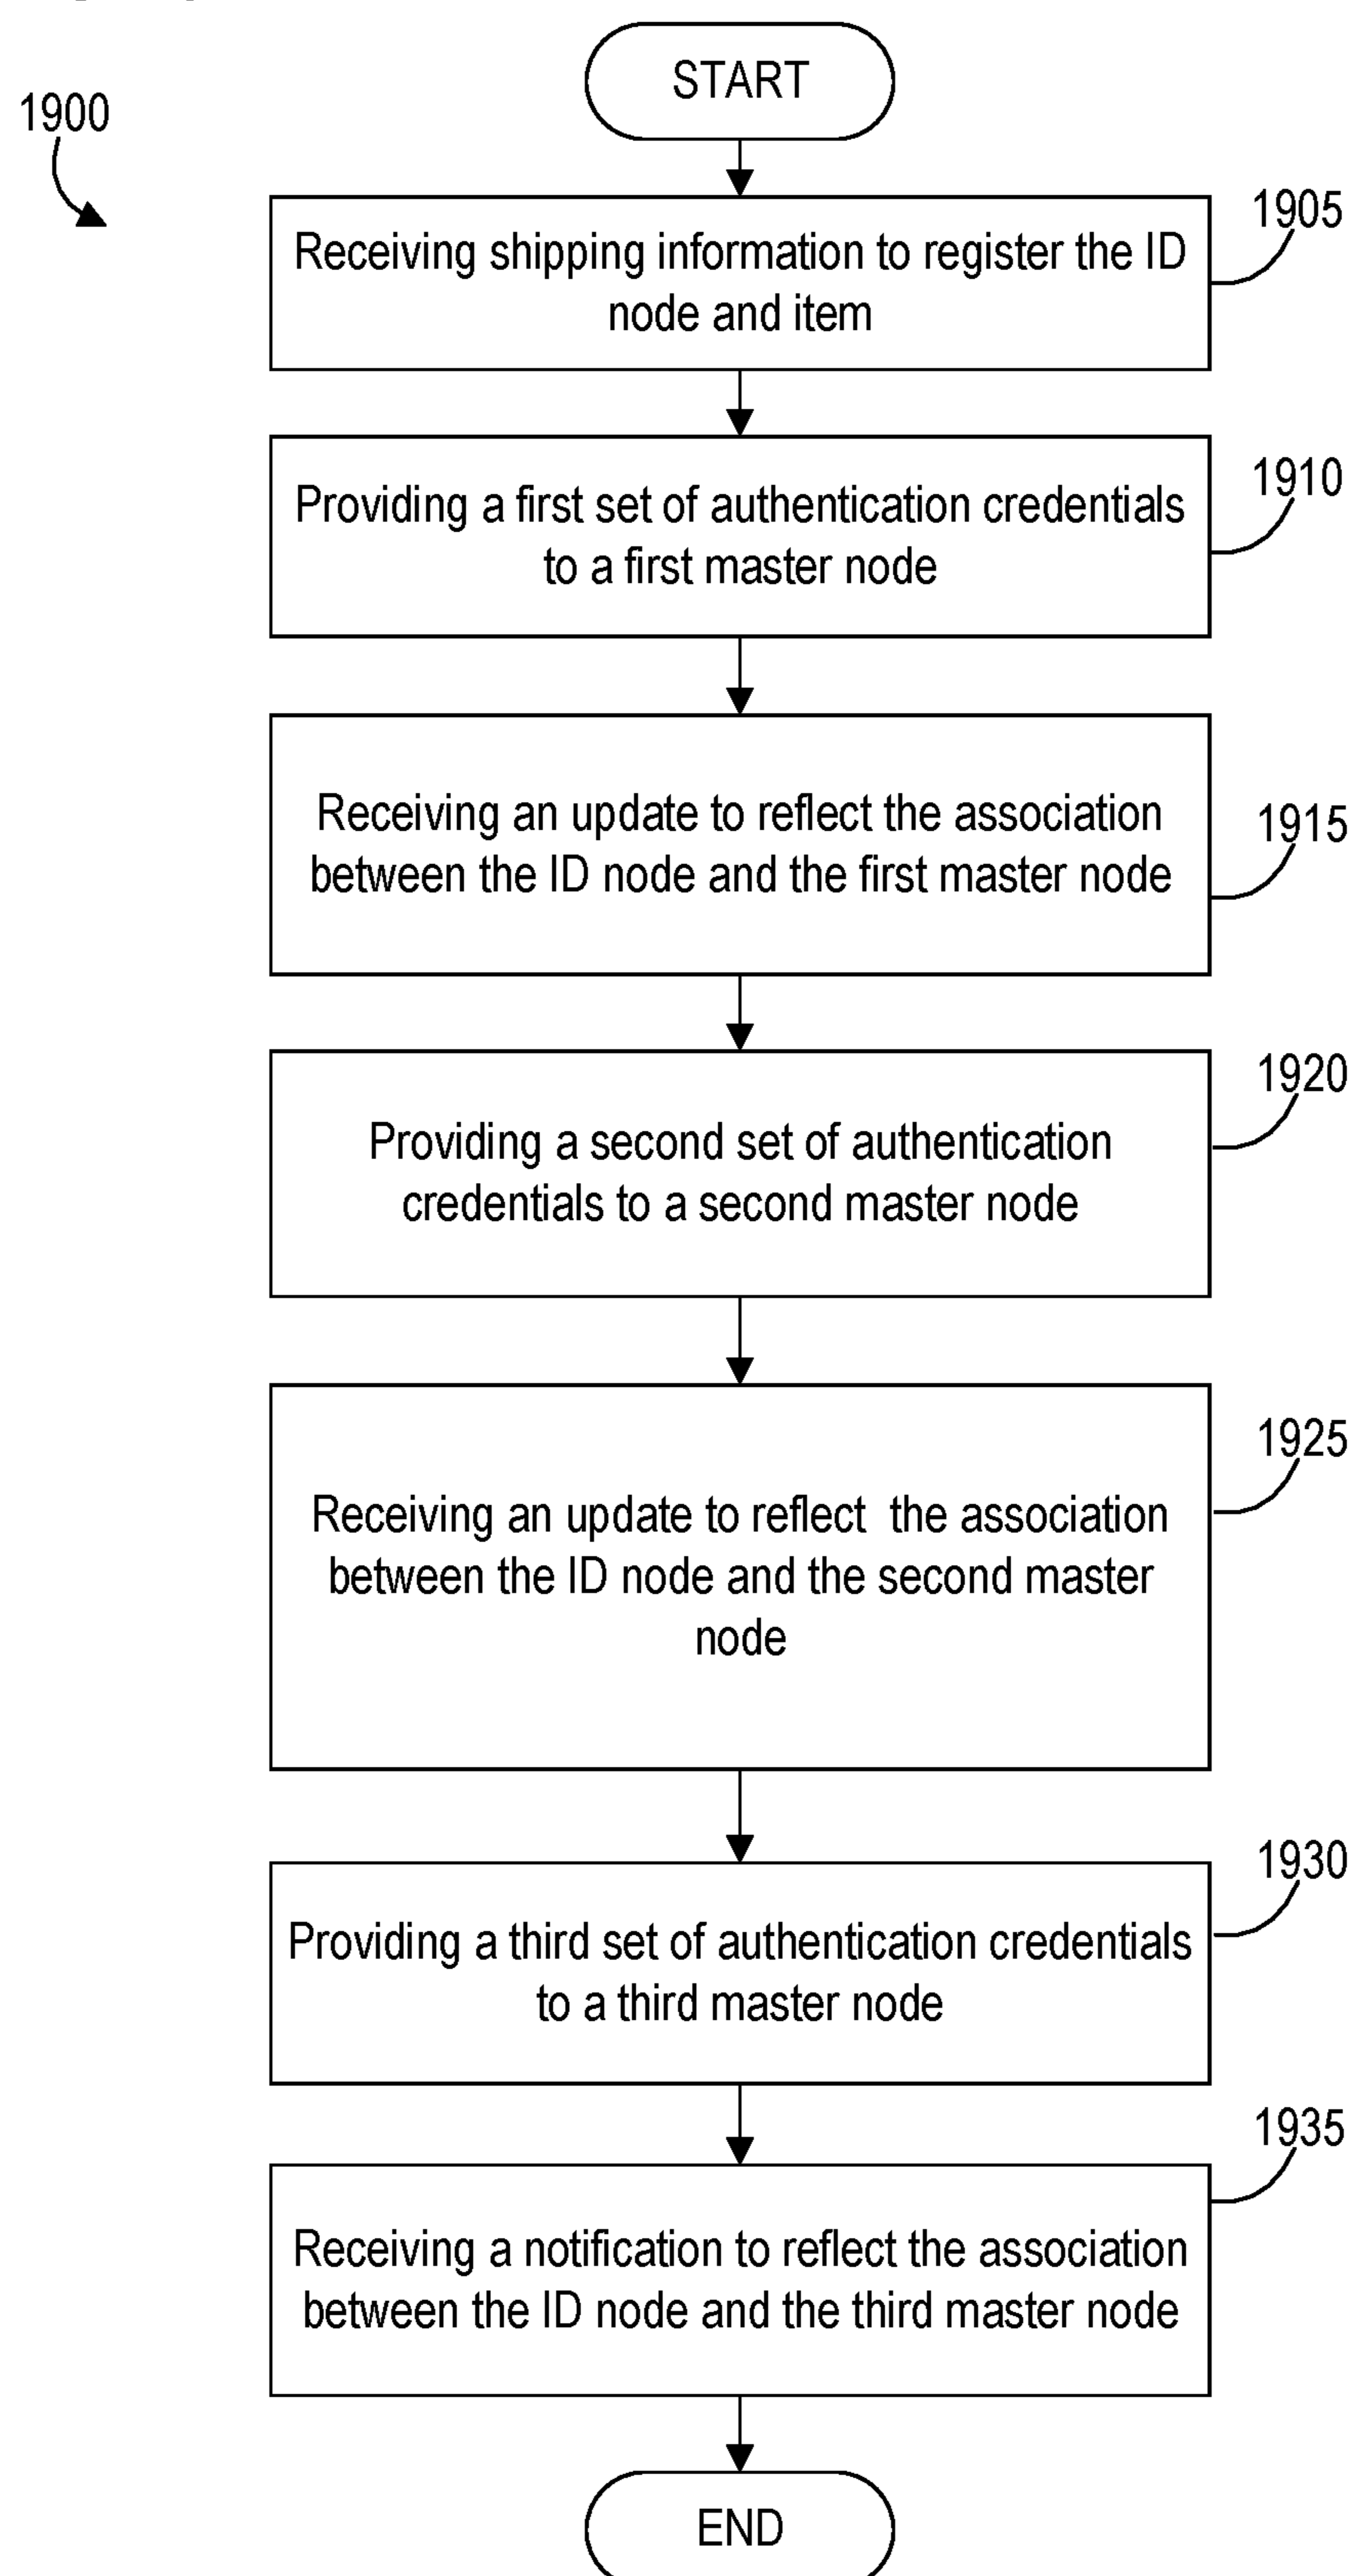 START
1900
1905
Receiving shipping information to register the ID
node and item
1910
Providing a first set of authentication credentials
to a first master node
1915
Receiving an update to reflect the association
between the ID node and the first master node
1920
Providing a second set of authentication
credentials to a second master node
1925
Receiving an update to reflect  the association
between the ID node and the second master
node
1930
Providing a third set of authentication credentials
to a third master node
1935
Receiving a notification to reflect the association
between the ID node and the third master node
END